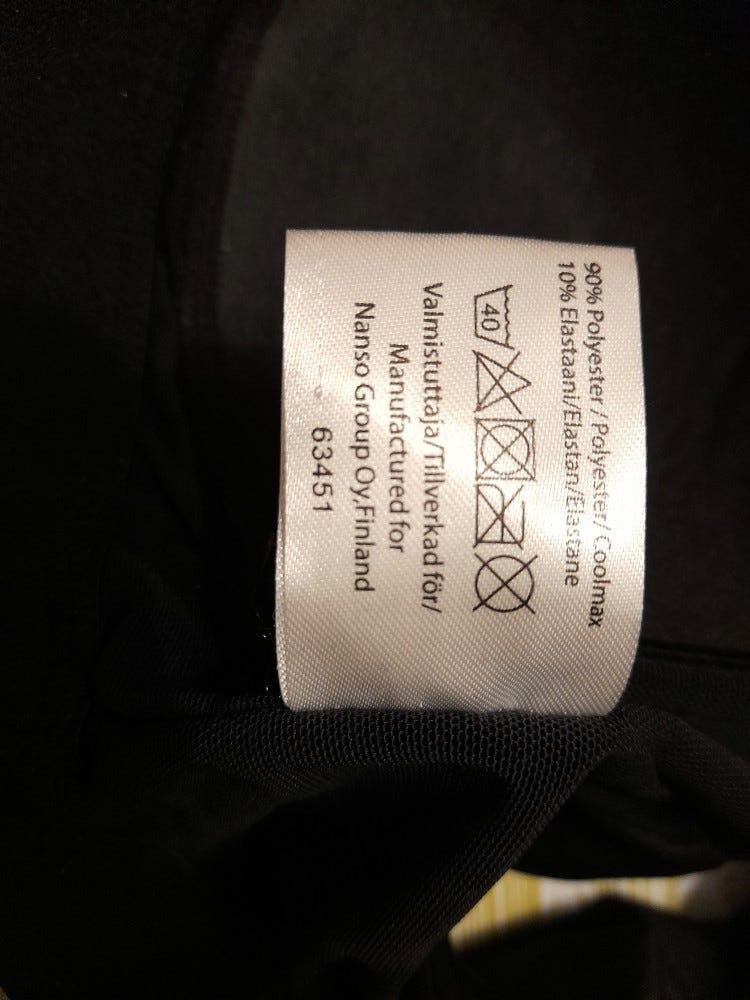 90% Polyester / Polyester/ Coolmax
10% Elastaani/Elastan/Elastane
40
Valmistuttaja/Tillverkad för/
Manufactured for
Nanso Group Oy,Finland
63451